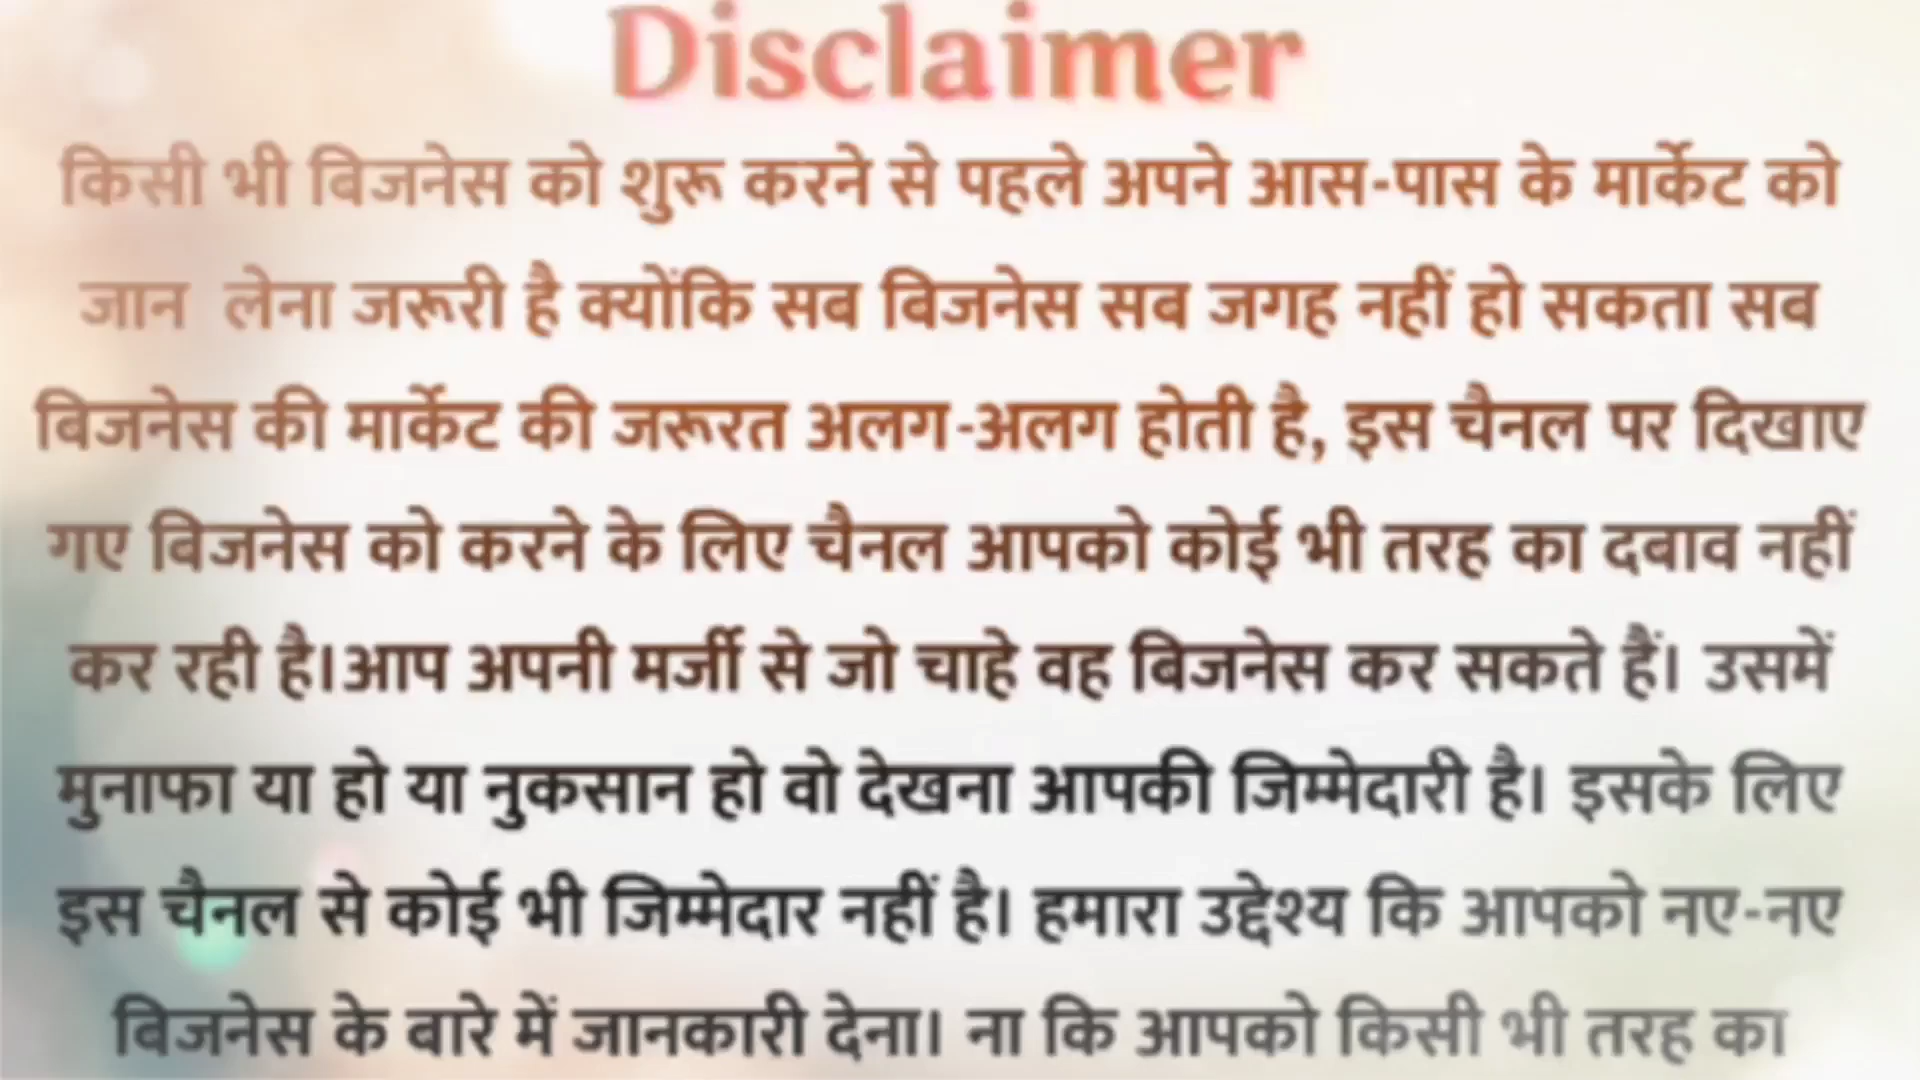 Disclaimer
किसी भी बिजनेस को शुरू करने से पहले अपने आस-पास के मार्केट को
जान लेना जरूरी है क्योंकि सब बिजनेस सब जगह नहीं हो सकता सब
बिजनेस की मार्केट की जरूरत अलग-अलग होती है, इस चैनल पर दिखाए
गए बिजनेस को करने के लिए चैनल आपको कोई भी तरह का दबाव नहीं
कर रही है।आप अपनी मर्जी से जो चाहे वह बिजनेस कर सकते हैं। उसमें
मुनाफा या हो या नुकसान हो वो देखना आपकी जिम्मेदारी है। इसके लिए
इस चैनल से कोई भी जिम्मेदार नहीं है। हमारा उद्देश्य कि आपको नए-नए
बिजनेस के बारे में जानकारी देना। ना कि आपको किसी भी तरह का